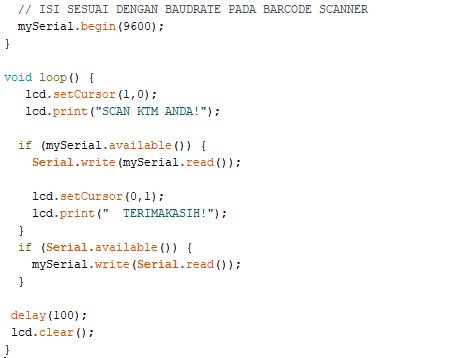 // ISI SESUAI DENGAN BAUDRATE PADA BARCODE SCANNER
mySerial.begin(9600);
}
void loop() {
lcd.setCursor(1,0);
lcd.print("SCAN KTM ANDA!");
if (mySerial.available()) {
Serial.write(mySerial.read());
lcd.setCursor(0,1);
lcd.print("  TERIMAKASIH!");
}
if (Serial.available()) {
mySerial.write(Serial.read());
}
delay(100);
lcd.clear();
}